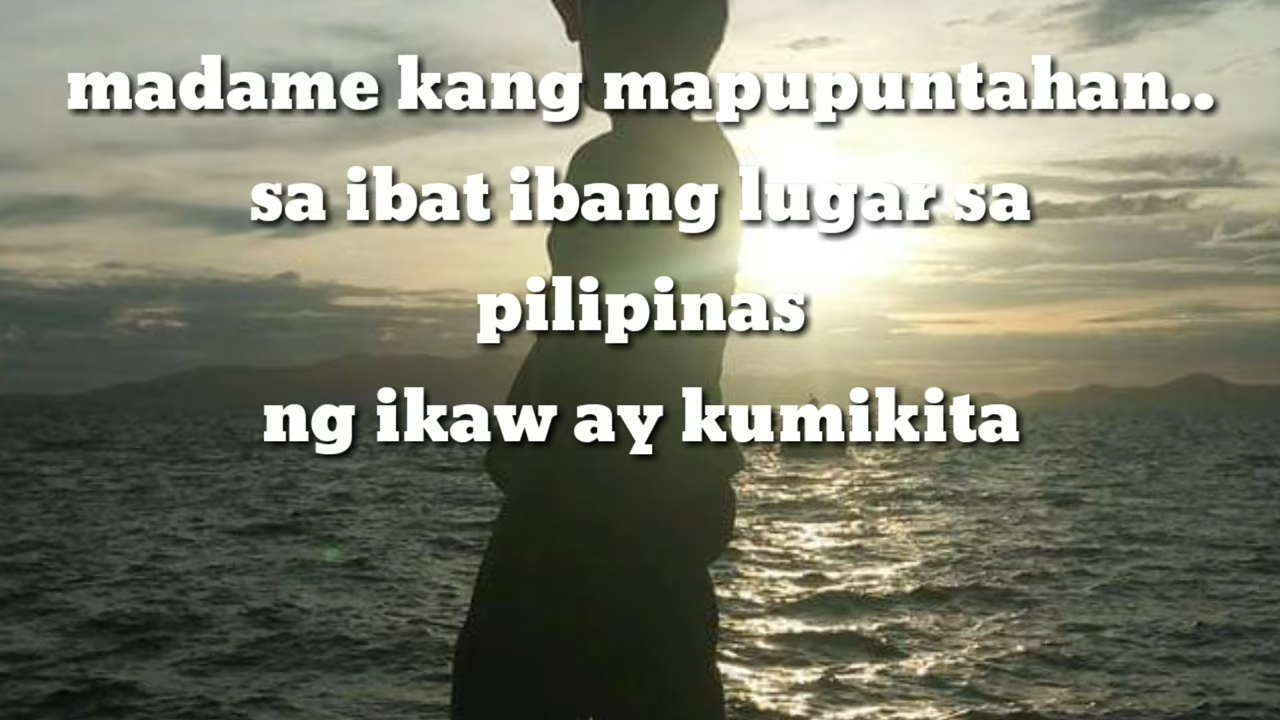 madame kang mapupuntahan..
sa ibat ibang lugar sa
pilipinas
ng ikaw ay kumikita